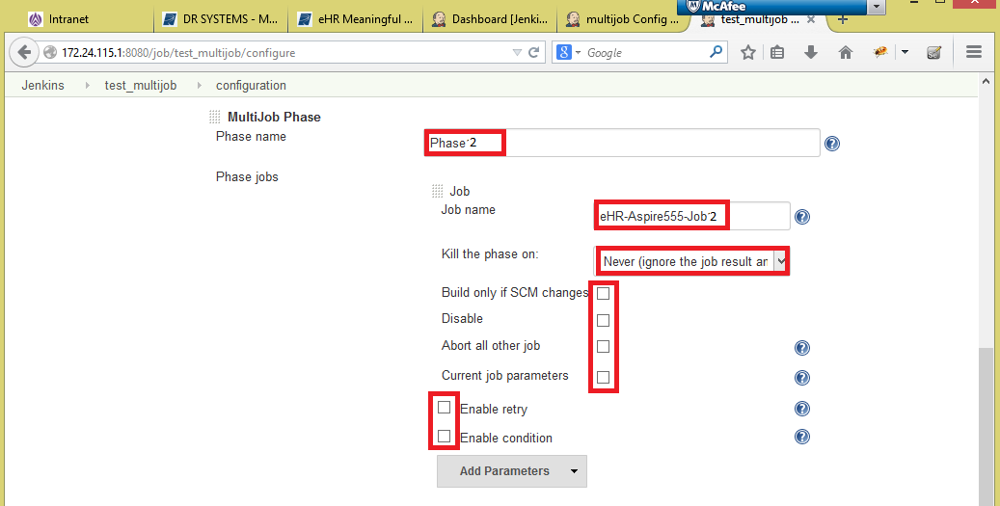 McAfee
Intranet
DR SYSTEMS - M...
eHR Meaningful ...
Dashboard [Jenki...
multijob Config ...
test_multijob ...
172.24.115.1:8080/job/test_multijob/configure
Google
Jenkins
test_multijob
configuration
MultiJob Phase
Phase name
Phase 2
Phase jobs
Job
Job name
eHR-Aspire555-Job 2
Kill the phase on:
Never (ignore the job result an
Build only if SCM changes
Disable
Abort all other job
Current job parameters
Enable retry
Enable condition
Add Parameters